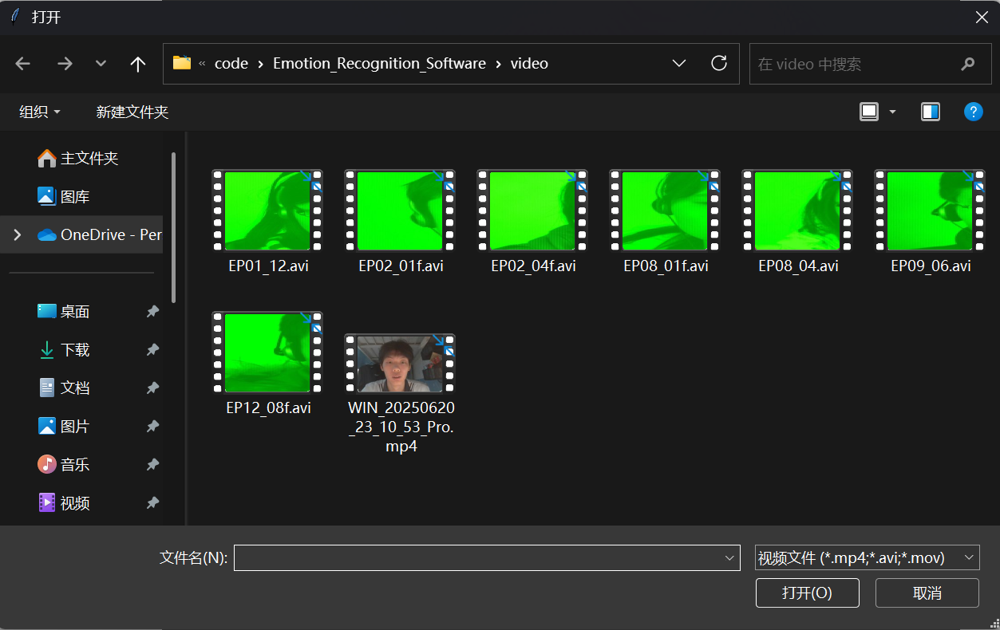 打开
« code › Emotion_Recognition_Software › video
在 video 中搜索
组织
新建文件夹
?
主文件夹
图库
OneDrive - Per
桌面
下载
文档
图片
音乐
视频
EP01_12.avi
EP02_01f.avi
EP02_04f.avi
EP08_01f.avi
EP08_04.avi
EP09_06.avi
EP12_08f.avi
WIN_20250620
_23_10_53_Pro.
mp4
文件名(N):
视频文件 (*.mp4;*.avi;*.mov)
打开(O)
取消